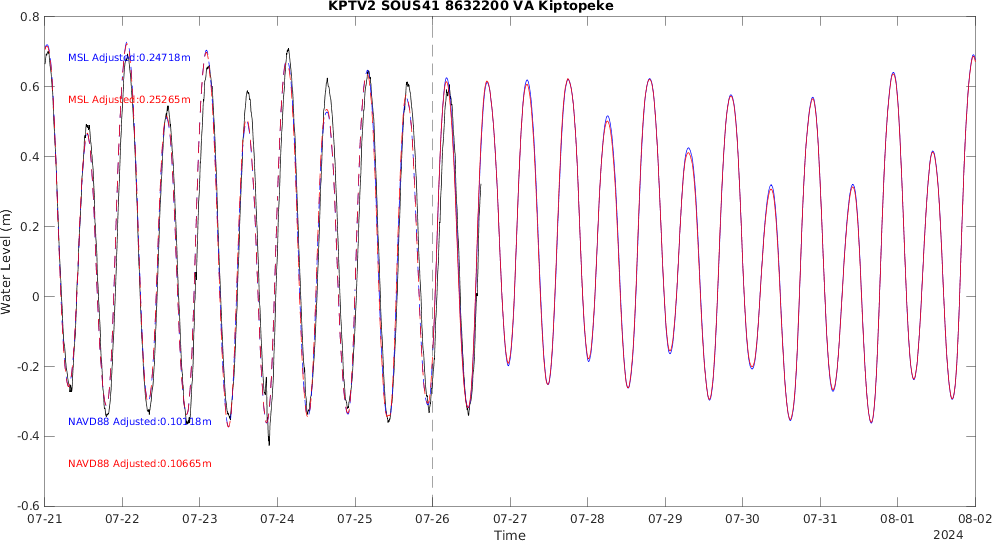 KPTV2 SOUS41 8632200 VA Kiptopeke
0.8
0.6
0.4
0.2
0
-0.2
-0.4
-0.6
Water Level (m)
MSL Adjusted:0.24718m
MSL Adjusted:0.25265m
NAVD88 Adjusted:0.10118m
NAVD88 Adjusted:0.10665m
07-21 07-22 07-23 07-24 07-25 07-26 07-27 07-28 07-29 07-30 07-31 08-01 08-02
Time
2024